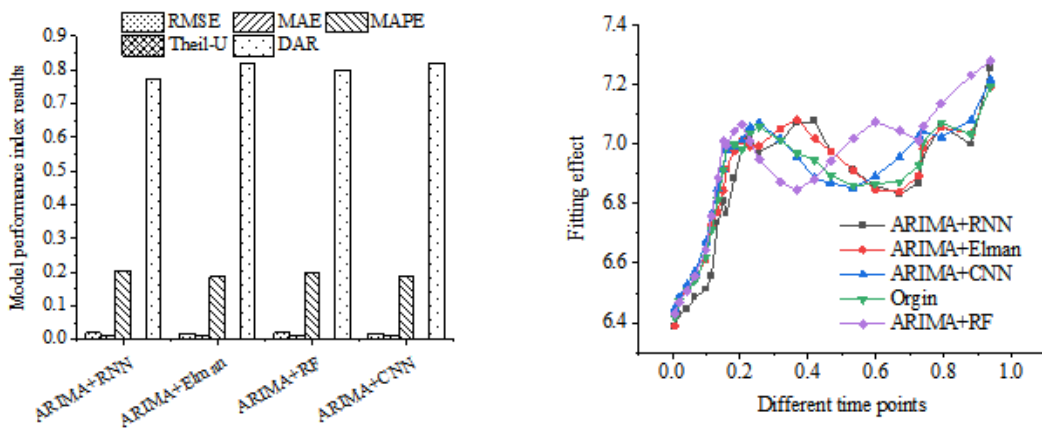 RMSE MAE MAPE
Theil-U DAR
Model performance index results
0.9
0.8
0.7
0.6
0.5
0.4
0.3
0.2
0.1
0.0
ARIMA+RNN
ARIMA+Elman
ARIMA+RF
ARIMA+CNN
Fitting effect
7.4
7.2
7.0
6.8
6.6
6.4
ARIMA+RNN
ARIMA+Elman
ARIMA+CNN
Orgin
ARIMA+RF
0.0 0.2 0.4 0.6 0.8 1.0
Different time points